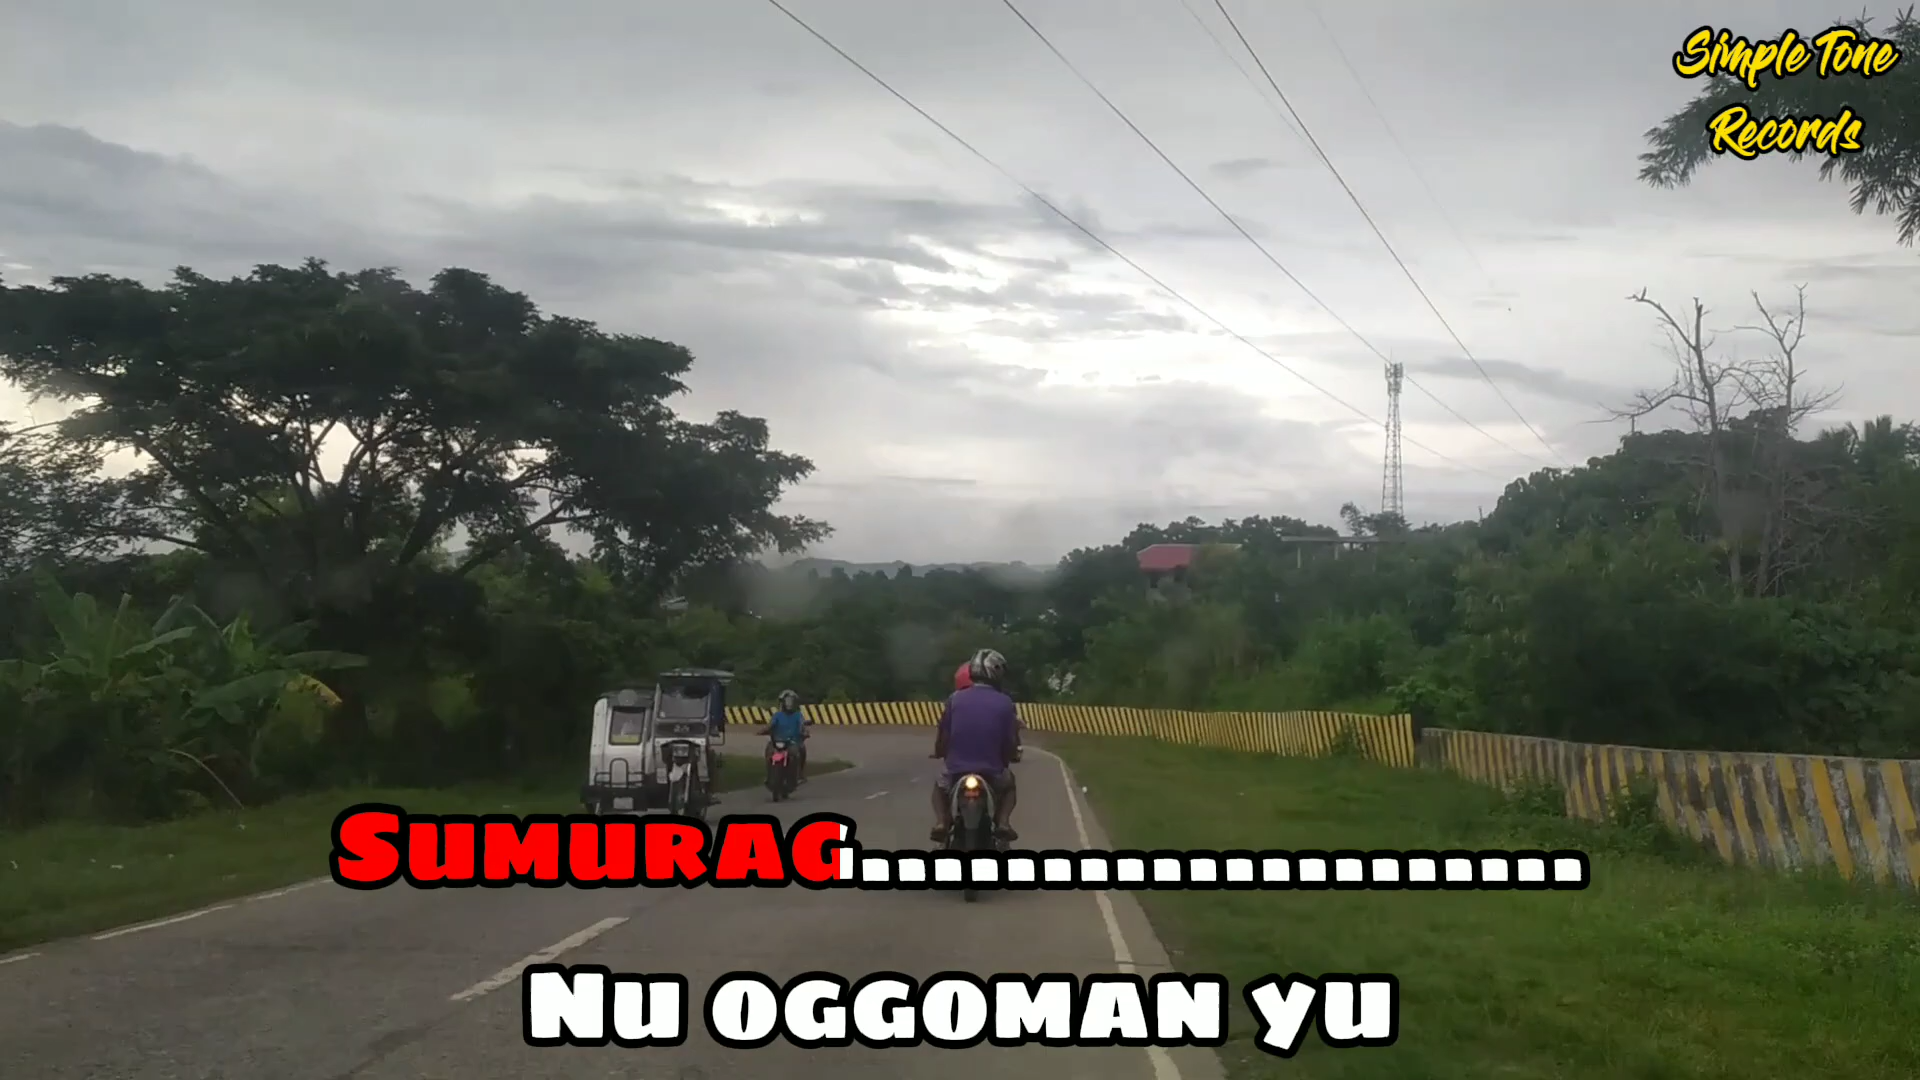 Simple Tone
Records
SUMURAG....................
NU OGGOMAN YU